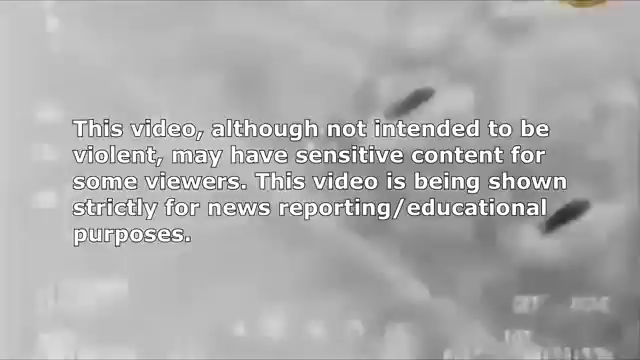 This video, although not intended to be
violent, may have sensitive content for
some viewers. This video is being shown
strictly for news reporting/educational
purposes.